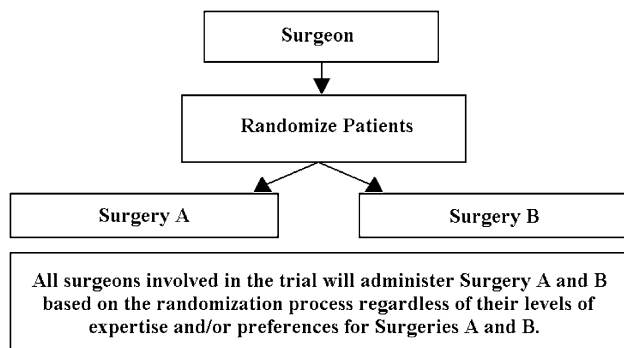 Surgeon
Randomize Patients
Surgery A
Surgery B
All surgeons involved in the trial will administer Surgery A and B
based on the randomization process regardless of their levels of
expertise and/or preferences for Surgeries A and B.